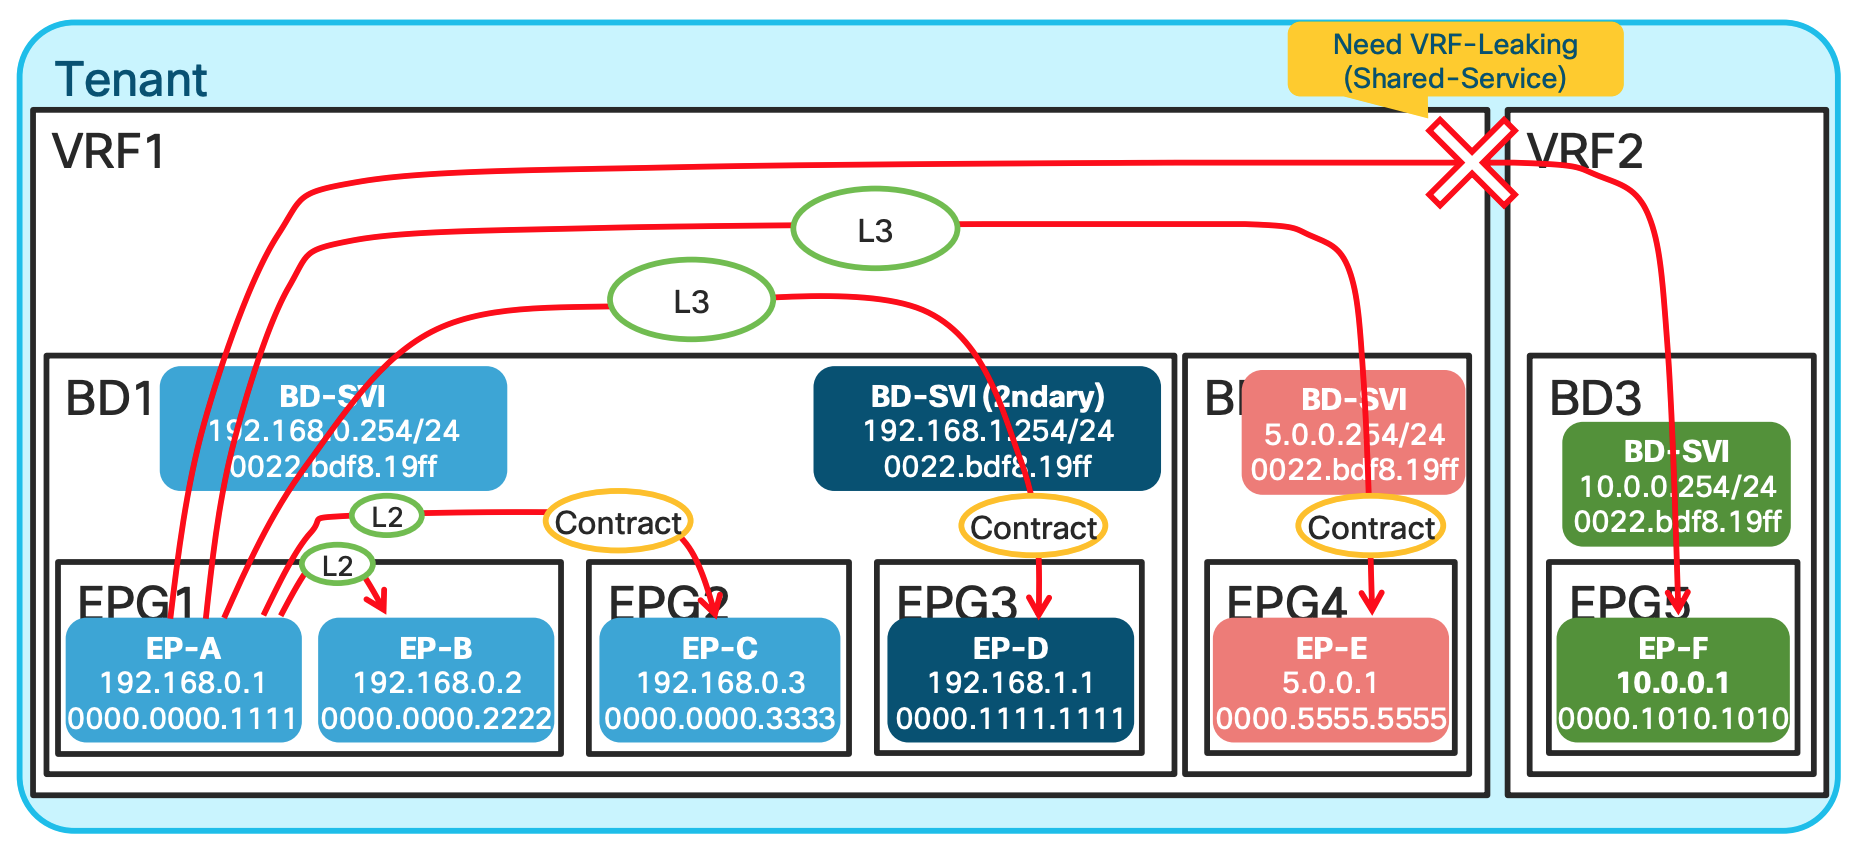 Need VRF-Leaking
(Shared-Service)
Tenant
VRF1
VRF2
L3
L3
BD1
BD-SVI
192.168.0.254/24
0022.bdf8.19ff
BD-SVI (2ndary)
192.168.1.254/24
0022.bdf8.19ff
BD-SVI
5.0.0.254/24
0022.bdf8.19ff
BD3
BD-SVI
10.0.0.254/24
0022.bdf8.19ff
L2
Contract
Contract
Contract
L2
EPG1
EPG2
EPG3
EPG4
EPG5
EP-A
192.168.0.1
0000.0000.1111
EP-B
192.168.0.2
0000.0000.2222
EP-C
192.168.0.3
0000.0000.3333
EP-D
192.168.1.1
0000.1111.1111
EP-E
5.0.0.1
0000.5555.5555
EP-F
10.0.0.1
0000.1010.1010